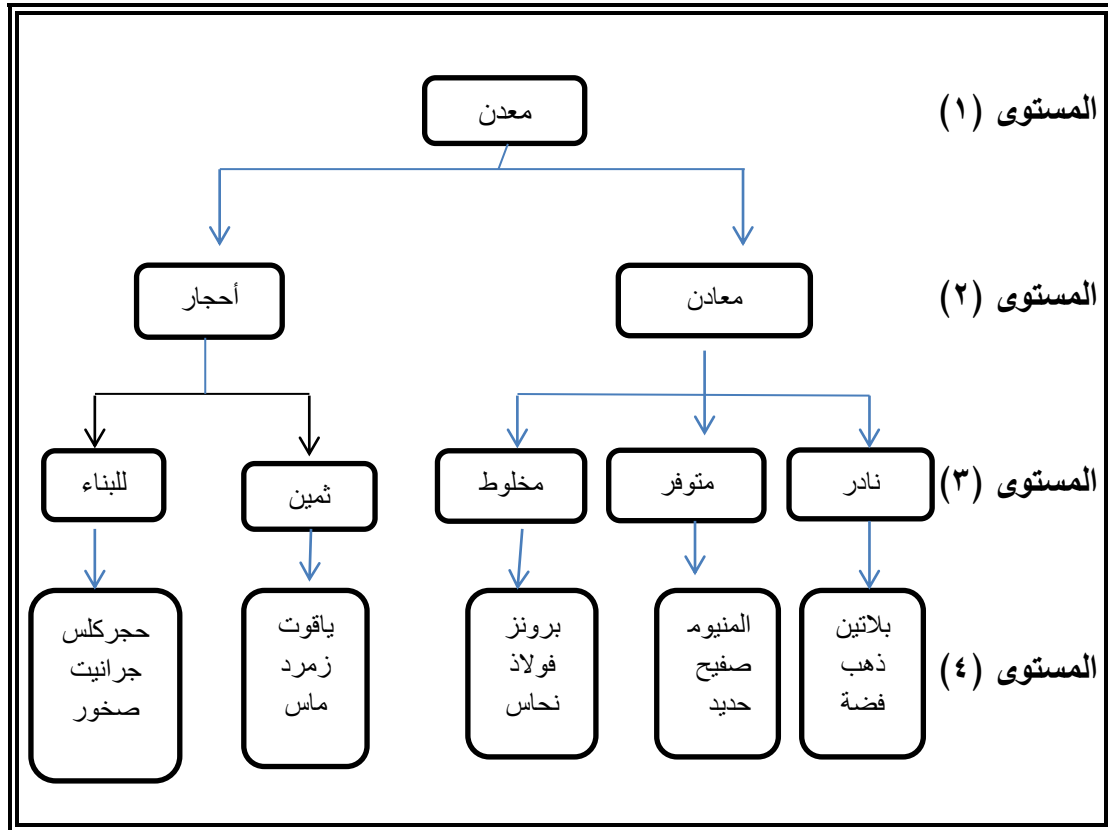 المستوى (١)
معدن
المستوى (٢)
معادن
أحجار
المستوى (٣)
نادر
متوفر
مخلوط
ثمين
للبناء
المستوى (٤)
بلاتين
ذهب
فضة
المنيوم
صفيح
حديد
برونز
فولاذ
نحاس
ياقوت
زمرد
ماس
حجركلس
جرانيت
صخور